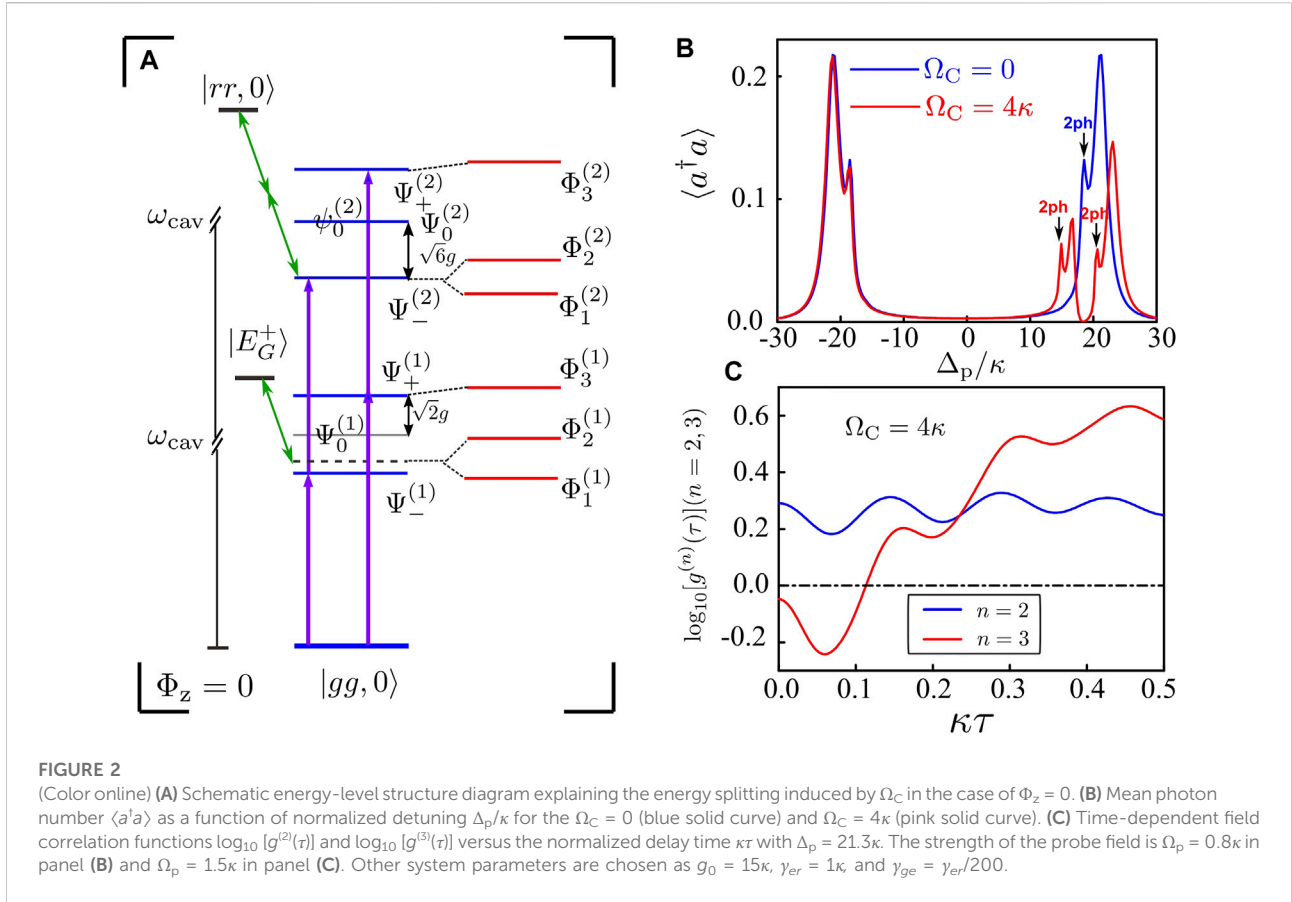 A
|rr, 0⟩
ω_cav
Ψ_+^(2)
ψ_0^(2)
Ψ_0^(2)
√6g
Ψ_-^(2)
Φ_3^(2)
Φ_2^(2)
Φ_1^(2)
|E_G^+⟩
ω_cav
Ψ_+^(1)
√2g
Ψ_0^(1)
Ψ_-^(1)
Φ_3^(1)
Φ_2^(1)
Φ_1^(1)
Φ_z = 0
|gg, 0⟩
B
⟨a†a⟩
0.2
0.1
0.0
Ω_C = 0
Ω_C = 4κ
2ph
2ph
2ph
-30 -20 -10 0 10 20 30
Δ_p/κ
C
log_10[g^(n)(τ)](n = 2, 3)
0.6
0.4
0.2
0.0
-0.2
Ω_C = 4κ
n = 2
n = 3
0.0 0.1 0.2 0.3 0.4 0.5
κτ
FIGURE 2
(Color online) (A) Schematic energy-level structure diagram explaining the energy splitting induced by Ω_C in the case of Φ_z = 0. (B) Mean photon
number ⟨a†a⟩ as a function of normalized detuning Δ_p/κ for the Ω_C = 0 (blue solid curve) and Ω_C = 4κ (pink solid curve). (C) Time-dependent field
correlation functions log_10 [g^(2)(τ)] and log_10 [g^(3)(τ)] versus the normalized delay time κτ with Δ_p = 21.3κ. The strength of the probe field is Ω_p = 0.8κ in
panel (B) and Ω_p = 1.5κ in panel (C). Other system parameters are chosen as g_0 = 15κ, γ_er = 1κ, and γ_ge = γ_er/200.